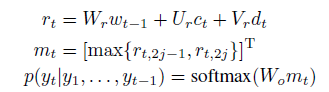 r_t = W_r w_{t-1} + U_r c_t + V_r d_t
m_t = [max{r_{t,2j-1}, r_{t,2j}}]^T
p(y_t|y_1, . . . , y_{t-1}) = softmax(W_o m_t)